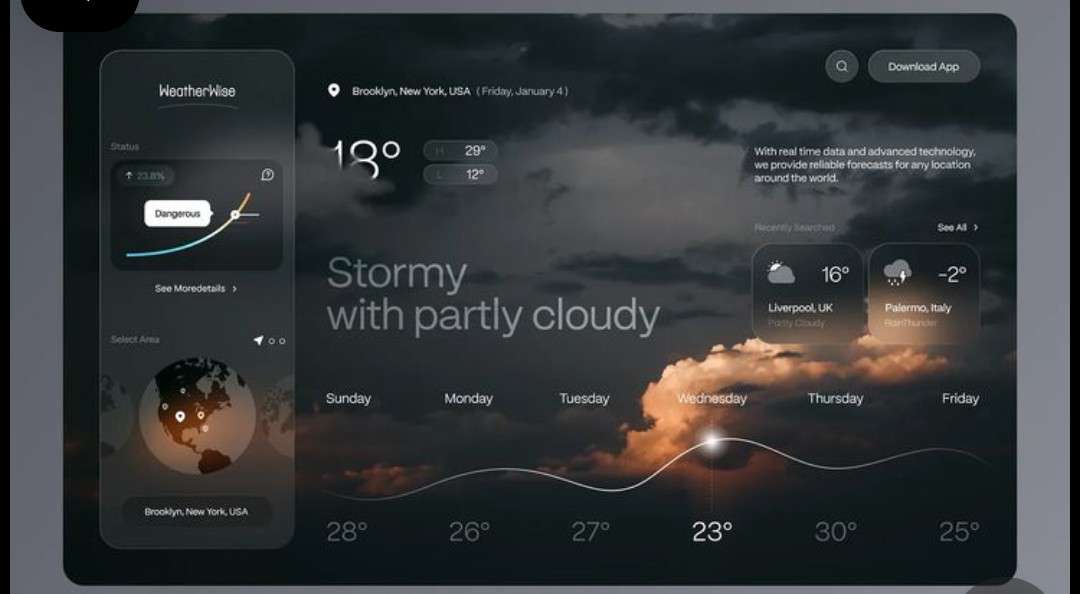 WeatherWise
Status
↑ 23.8%
Dangerous
See Moredetails >
Select Area
Brooklyn, New York, USA
Brooklyn, New York, USA (Friday, January 4)
18°
H 29°
L 12°
Stormy
with partly cloudy
Download App
With real time data and advanced technology,
we provide reliable forecasts for any location
around the world.
Recently Searched
See All >
16°
Liverpool, UK
Partly Cloudy
-2°
Palermo, Italy
RainThunder
Sunday Monday Tuesday Wednesday Thursday Friday
28° 26° 27° 23° 30° 25°